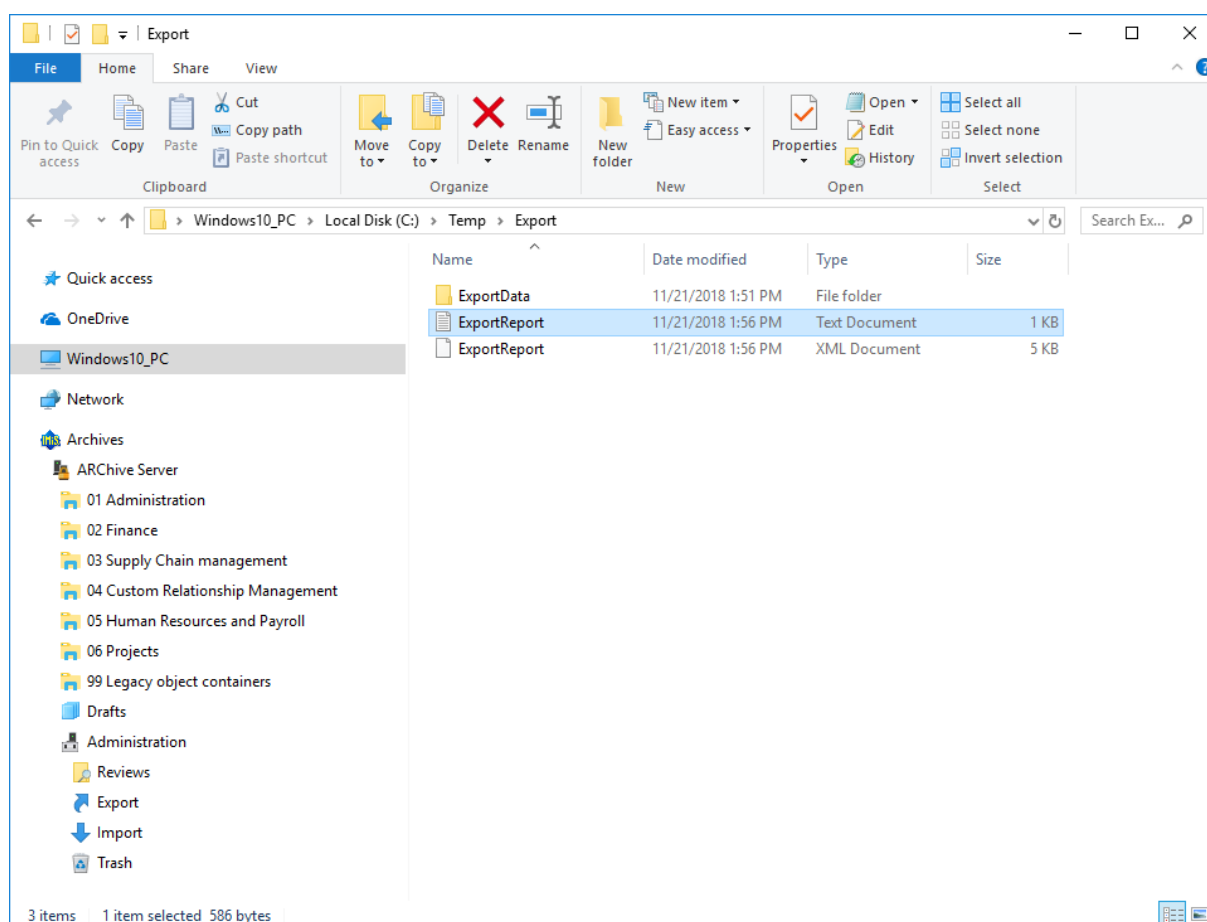 Export
File Home Share View
Pin to Quick access
Copy
Paste
Cut
Copy path
Paste shortcut
Clipboard
Move to
Copy to
Delete
Rename
Organize
New folder
New item
Easy access
New
Properties
Open
Edit
History
Open
Select all
Select none
Invert selection
Select
Windows10_PC > Local Disk (C:) > Temp > Export
Search Ex...
Name Date modified Type Size
ExportData 11/21/2018 1:51 PM File folder
ExportReport 11/21/2018 1:56 PM Text Document 1 KB
ExportReport 11/21/2018 1:56 PM XML Document 5 KB
Quick access
OneDrive
Windows10_PC
Network
Archives
ARChive Server
01 Administration
02 Finance
03 Supply Chain management
04 Custom Relationship Management
05 Human Resources and Payroll
06 Projects
99 Legacy object containers
Drafts
Administration
Reviews
Export
Import
Trash
3 items 1 item selected 586 bytes